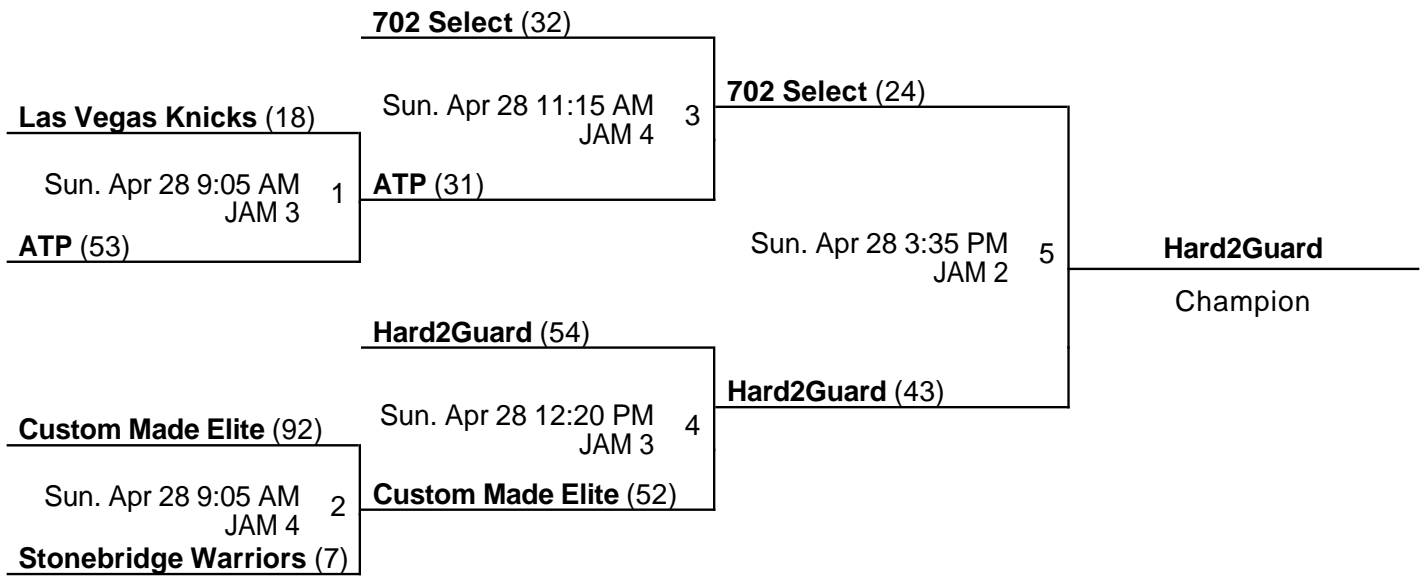 702 Select (32)
702 Select (24)
Las Vegas Knicks (18)
Sun. Apr 28 11:15 AM 3
JAM 4
Sun. Apr 28 9:05 AM 1
JAM 3
ATP (31)
ATP (53)
Sun. Apr 28 3:35 PM 5
JAM 2
Hard2Guard
Champion
Hard2Guard (54)
Hard2Guard (43)
Custom Made Elite (92)
Sun. Apr 28 12:20 PM 4
JAM 3
Sun. Apr 28 9:05 AM 2
JAM 4
Custom Made Elite (52)
Stonebridge Warriors (7)